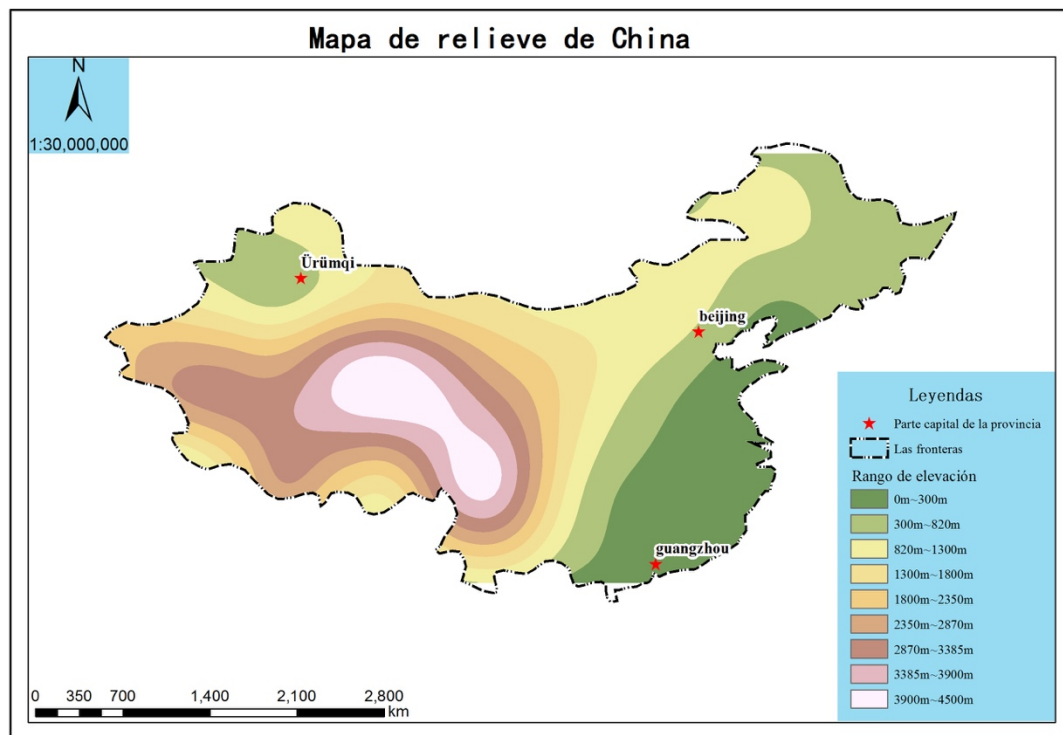 Mapa de relieve de China
N
1:30,000,000
Ürümqi
beijing
guangzhou
Leyendas
Parte capital de la provincia
Las fronteras
Rango de elevación
0m~300m
300m~820m
820m~1300m
1300m~1800m
1800m~2350m
2350m~2870m
2870m~3385m
3385m~3900m
3900m~4500m
0 350 700 1,400 2,100 2,800
km